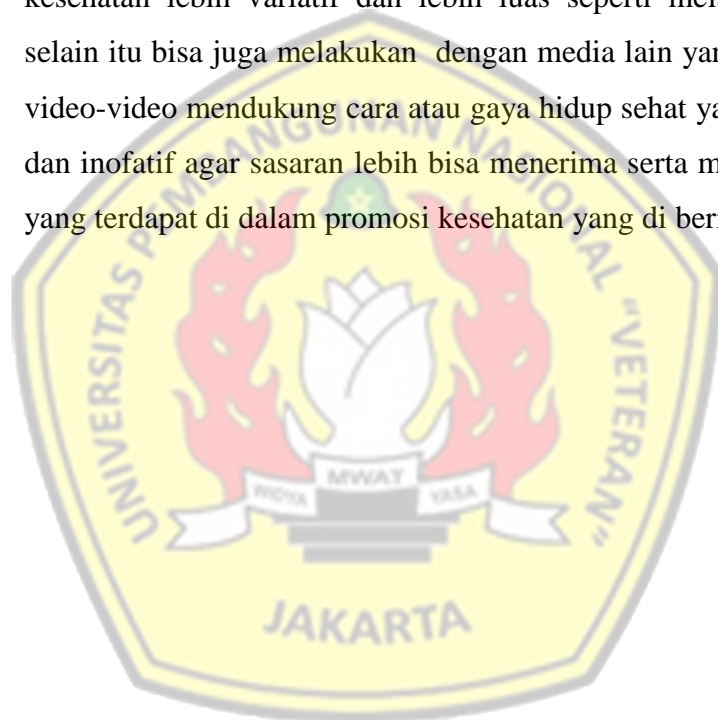 kesehatan lebih variatif dan lebih luas seperti
selain itu bisa juga melakukan dengan media lain
video-video mendukung cara atau gaya hidup sehat
dan inofatif agar sasaran lebih bisa menerima serta
yang terdapat di dalam promosi kesehatan yang di
UNIVERSITAS PEMBANGUNAN NASIONAL "VETERAN"
WIDYA MWAT YASA
JAKARTA